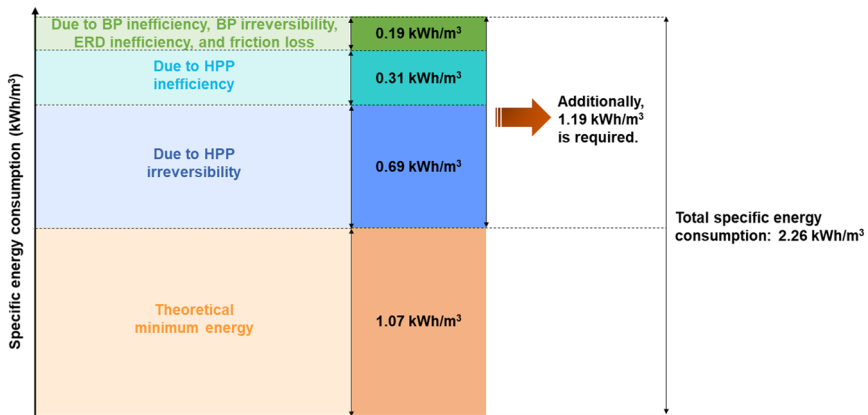 Specific energy consumption (kWh/m³)
Due to BP inefficiency, BP irreversibility,
ERD inefficiency, and friction loss
0.19 kWh/m³
Due to HPP
inefficiency
0.31 kWh/m³
Additionally,
1.19 kWh/m³
is required.
Due to HPP
irreversibility
0.69 kWh/m³
Total specific energy
consumption: 2.26 kWh/m³
Theoretical
minimum energy
1.07 kWh/m³